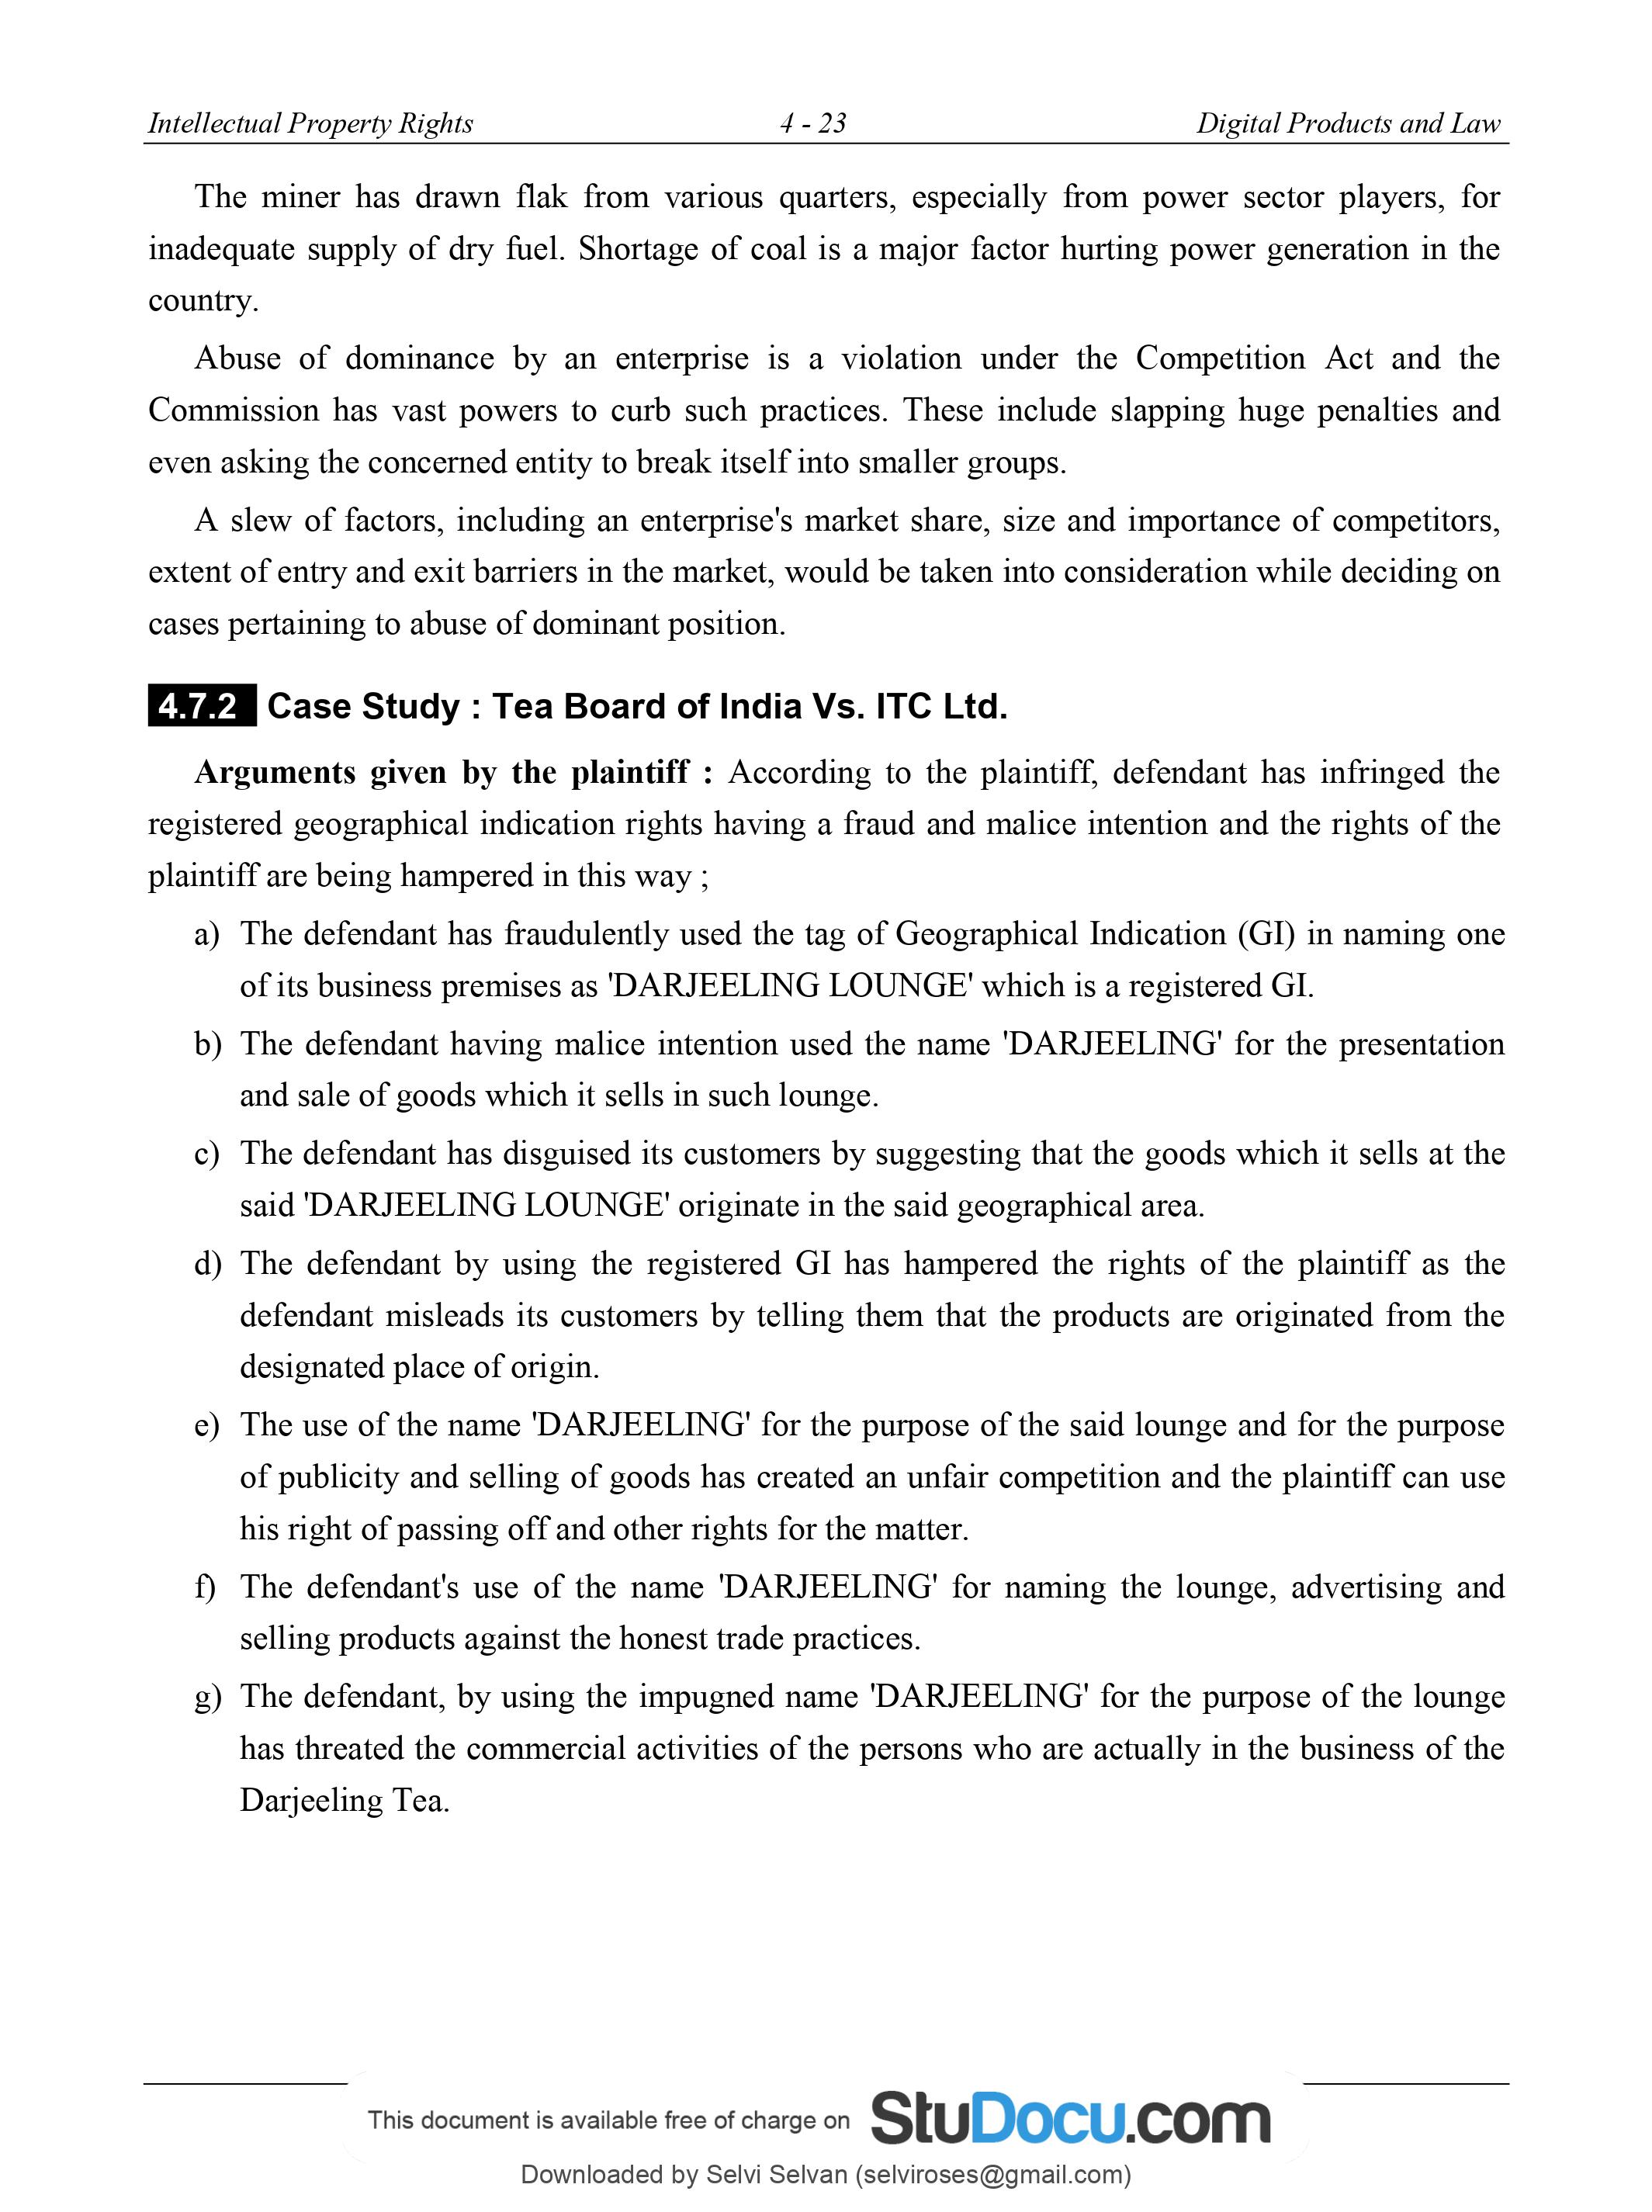 Intellectual Property Rights 4 - 23 Digital Products and Law
The miner has drawn flak from various quarters, especially from power sector players, for
inadequate supply of dry fuel. Shortage of coal is a major factor hurting power generation in the
country.
Abuse of dominance by an enterprise is a violation under the Competition Act and the
Commission has vast powers to curb such practices. These include slapping huge penalties and
even asking the concerned entity to break itself into smaller groups.
A slew of factors, including an enterprise's market share, size and importance of competitors,
extent of entry and exit barriers in the market, would be taken into consideration while deciding on
cases pertaining to abuse of dominant position.
4.7.2 Case Study : Tea Board of India Vs. ITC Ltd.
Arguments given by the plaintiff : According to the plaintiff, defendant has infringed the
registered geographical indication rights having a fraud and malice intention and the rights of the
plaintiff are being hampered in this way ;
a) The defendant has fraudulently used the tag of Geographical Indication (GI) in naming one
of its business premises as 'DARJEELING LOUNGE' which is a registered GI.
b) The defendant having malice intention used the name 'DARJEELING' for the presentation
and sale of goods which it sells in such lounge.
c) The defendant has disguised its customers by suggesting that the goods which it sells at the
said 'DARJEELING LOUNGE' originate in the said geographical area.
d) The defendant by using the registered GI has hampered the rights of the plaintiff as the
defendant misleads its customers by telling them that the products are originated from the
designated place of origin.
e) The use of the name 'DARJEELING' for the purpose of the said lounge and for the purpose
of publicity and selling of goods has created an unfair competition and the plaintiff can use
his right of passing off and other rights for the matter.
f) The defendant's use of the name 'DARJEELING' for naming the lounge, advertising and
selling products against the honest trade practices.
g) The defendant, by using the impugned name 'DARJEELING' for the purpose of the lounge
has threated the commercial activities of the persons who are actually in the business of the
Darjeeling Tea.
This document is available free of charge on StuDocu.com
Downloaded by Selvi Selvan (selviroses@gmail.com)